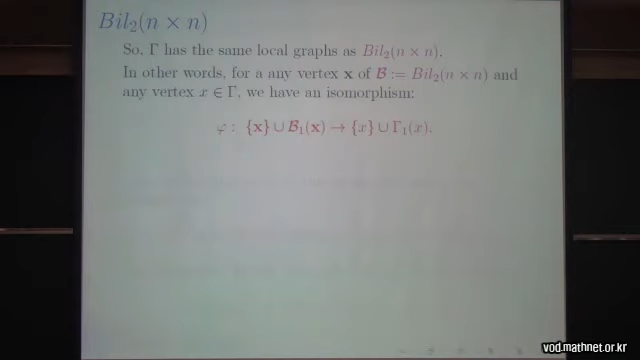 Bil₂(n × n)
So, Γ has the same local graphs as Bil₂(n × n).
In other words, for a any vertex x of ℬ := Bil₂(n × n) and
any vertex x ∈ Γ, we have an isomorphism:
φ : {x} ∪ ℬ₁(x) → {x} ∪ Γ₁(x).
vod.mathnet.or.kr